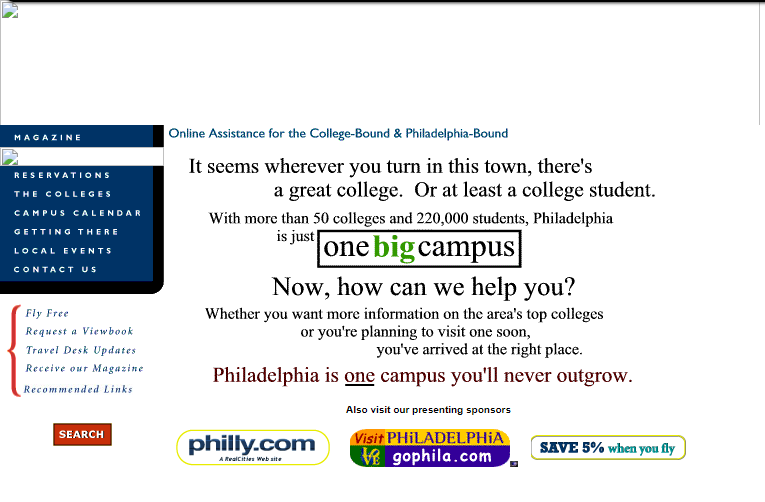 MAGAZINE
RESERVATIONS
THE COLLEGES
CAMPUS CALENDAR
GETTING THERE
LOCAL EVENTS
CONTACT US
Fly Free
Request a Viewbook
Travel Desk Updates
Receive our Magazine
Recommended Links
SEARCH
Online Assistance for the College-Bound & Philadelphia-Bound
It seems wherever you turn in this town, there's
a great college. Or at least a college student.
With more than 50 colleges and 220,000 students, Philadelphia
is just one big campus
Now, how can we help you?
Whether you want more information on the area's top colleges
or you're planning to visit one soon,
you've arrived at the right place.
Philadelphia is one campus you'll never outgrow.
Also visit our presenting sponsors
philly.com
A RealCities Web site
Visit PHiLADELPHiA
LOVE gophila.com
SAVE 5% when you fly